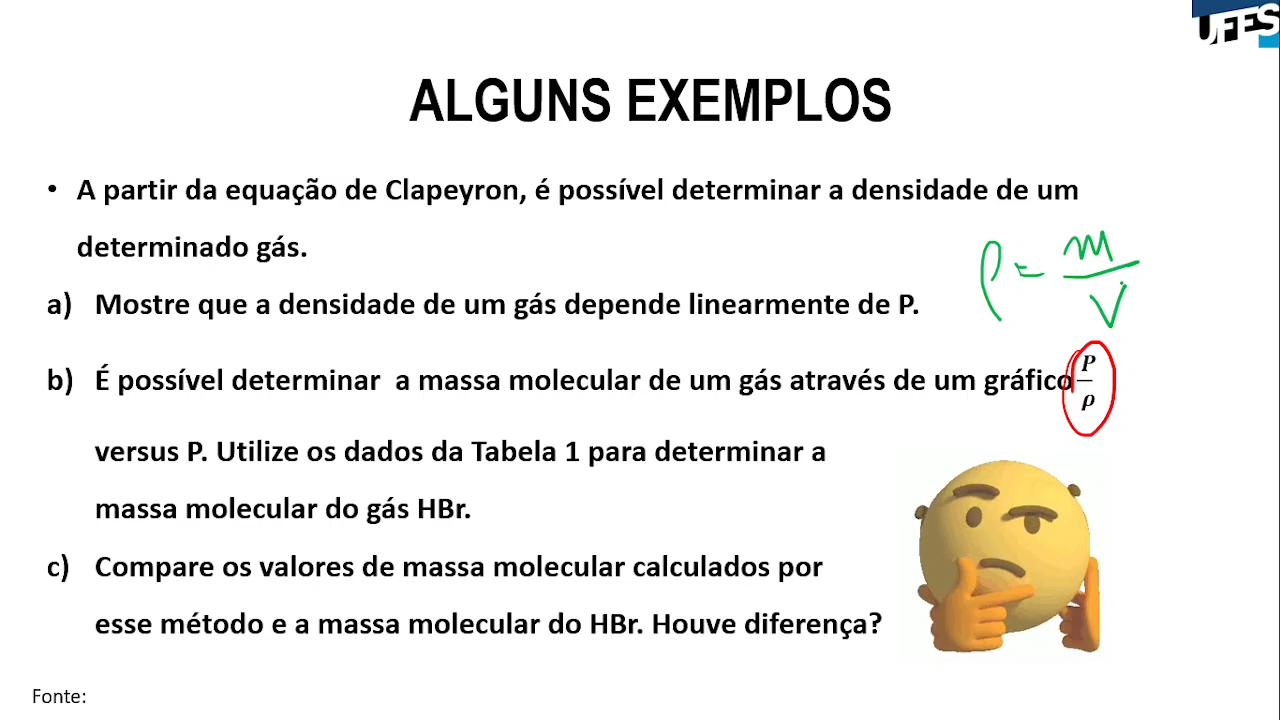 UFES
ALGUNS EXEMPLOS
• A partir da equação de Clapeyron, é possível determinar a densidade de um
determinado gás.
ρ = m/V
a) Mostre que a densidade de um gás depende linearmente de P.
b) É possível determinar a massa molecular de um gás através de um gráfico P/ρ
versus P. Utilize os dados da Tabela 1 para determinar a
massa molecular do gás HBr.
c) Compare os valores de massa molecular calculados por
esse método e a massa molecular do HBr. Houve diferença?
Fonte: